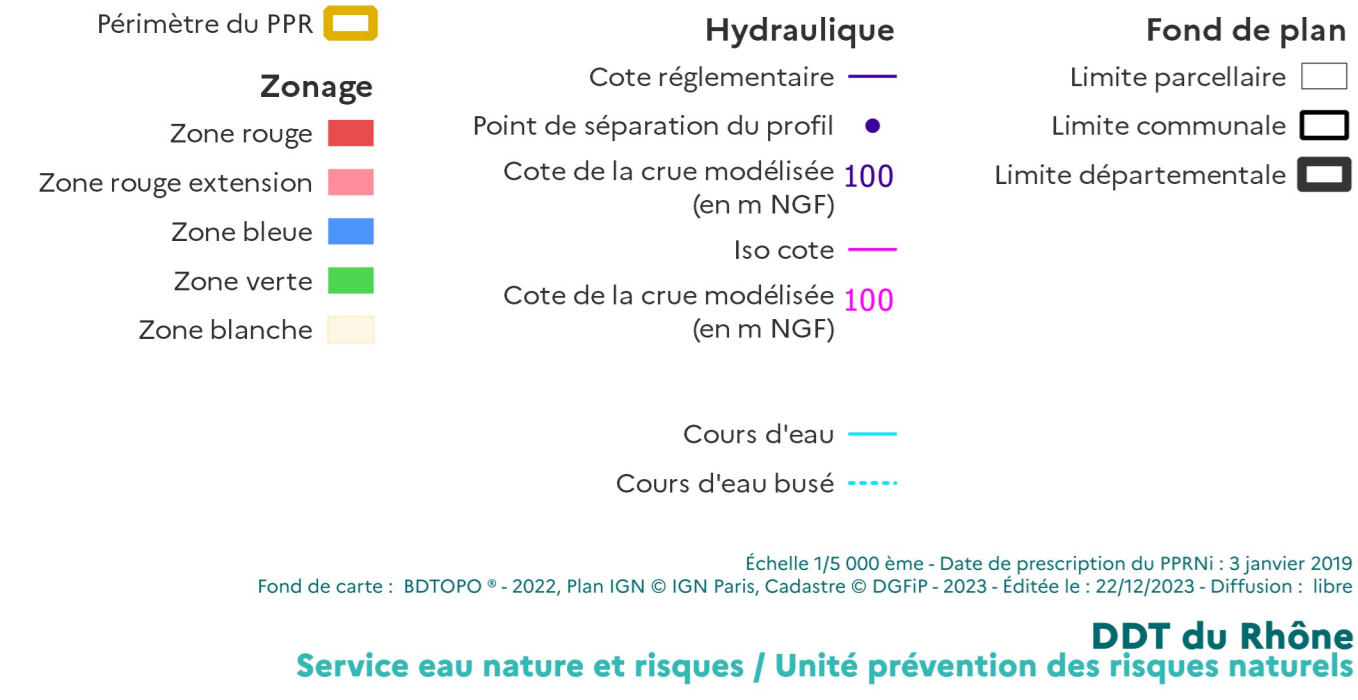 Périmètre du PPR
Zonage
Zone rouge
Zone rouge extension
Zone bleue
Zone verte
Zone blanche
Hydraulique
Cote réglementaire
Point de séparation du profil
Cote de la crue modélisée 100
(en m NGF)
Iso cote
Cote de la crue modélisée 100
(en m NGF)
Cours d'eau
Cours d'eau busé
Fond de plan
Limite parcellaire
Limite communale
Limite départementale
Échelle 1/5 000 ème - Date de prescription du PPRNi : 3 janvier 2019
Fond de carte : BDTOPO ® - 2022, Plan IGN © IGN Paris, Cadastre © DGFiP - 2023 - Éditée le : 22/12/2023 - Diffusion : libre
DDT du Rhône
Service eau nature et risques / Unité prévention des risques naturels